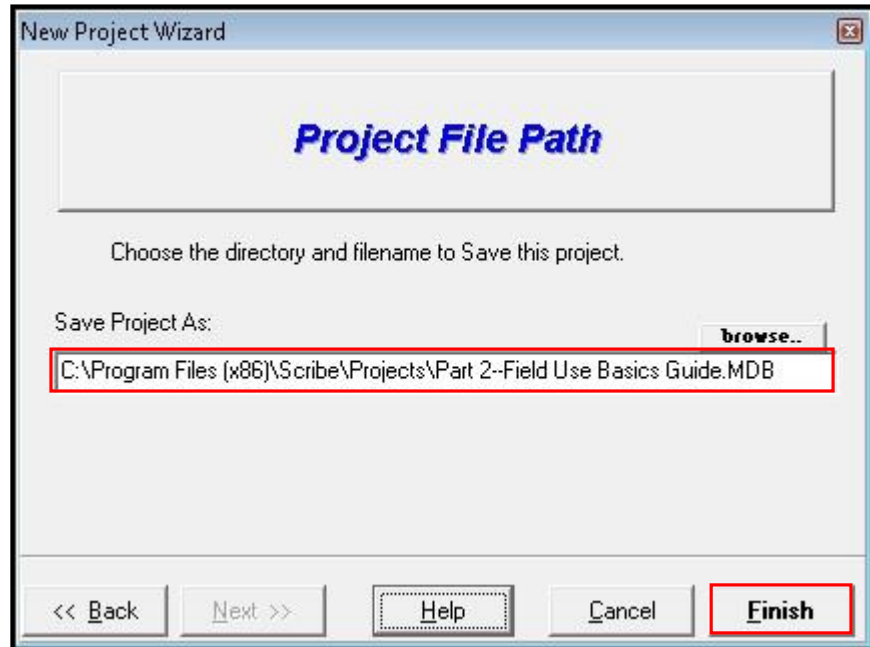 New Project Wizard
Project File Path
Choose the directory and filename to Save this project.
Save Project As:
browse..
C:\Program Files (x86)\Scribe\Projects\Part 2--Field Use Basics Guide.MDB
<< Back Next >> Help Cancel Finish